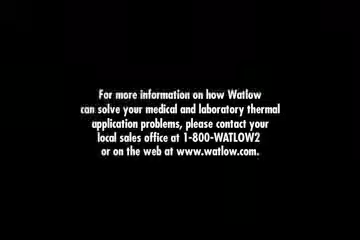 For more information on how Watlow
can solve your medical and laboratory thermal
application problems, please contact your
local sales office at 1-800-WATLOW2
or on the web at www.watlow.com.